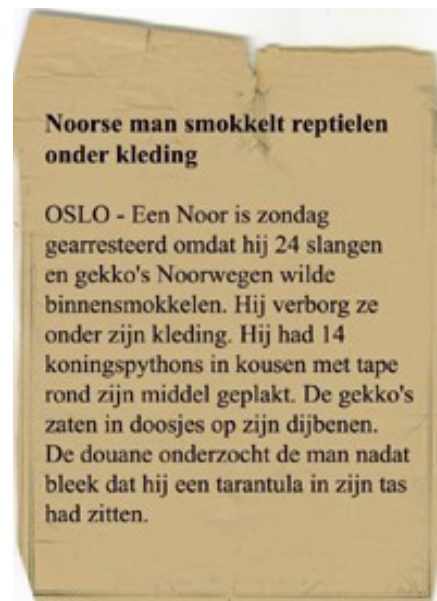 Noorse man smokkelt reptielen
onder kleding
OSLO - Een Noor is zondag
gearresteerd omdat hij 24 slangen
en gekko's Noorwegen wilde
binnensmokkelen. Hij verborg ze
onder zijn kleding. Hij had 14
koningspythons in kousen met tape
rond zijn middel geplakt. De gekko's
zaten in doosjes op zijn dijbenen.
De douane onderzocht de man nadat
bleek dat hij een tarantula in zijn tas
had zitten.